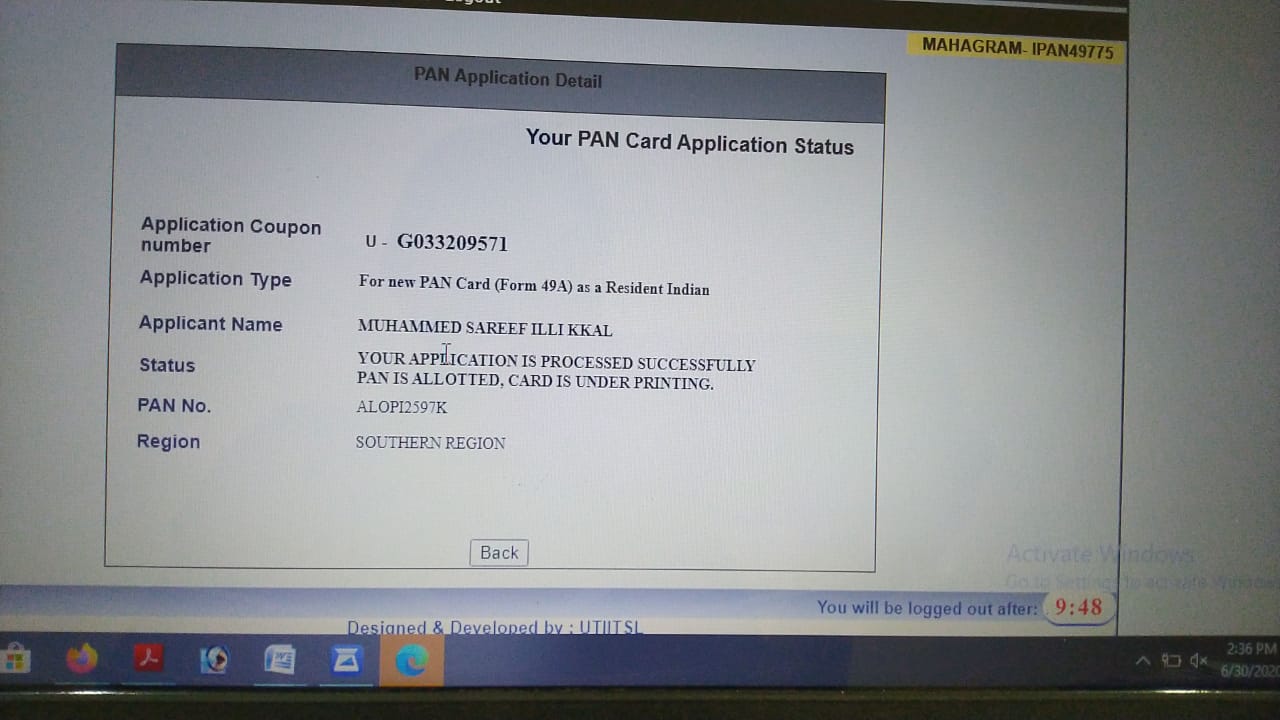 MAHAGRAM- IPAN49775
PAN Application Detail
Your PAN Card Application Status
Application Coupon
number
U - G033209571
Application Type
For new PAN Card (Form 49A) as a Resident Indian
Applicant Name
MUHAMMED SAREEF ILLI KKAL
Status
YOUR APPLICATION IS PROCESSED SUCCESSFULLY
PAN IS ALLOTTED, CARD IS UNDER PRINTING.
PAN No.
ALOPI2597K
Region
SOUTHERN REGION
Back
Activate Windows
Go to Settings to activate Windows
You will be logged out after: 9:48
Designed & Developed by : UTIITSL
2:36 PM